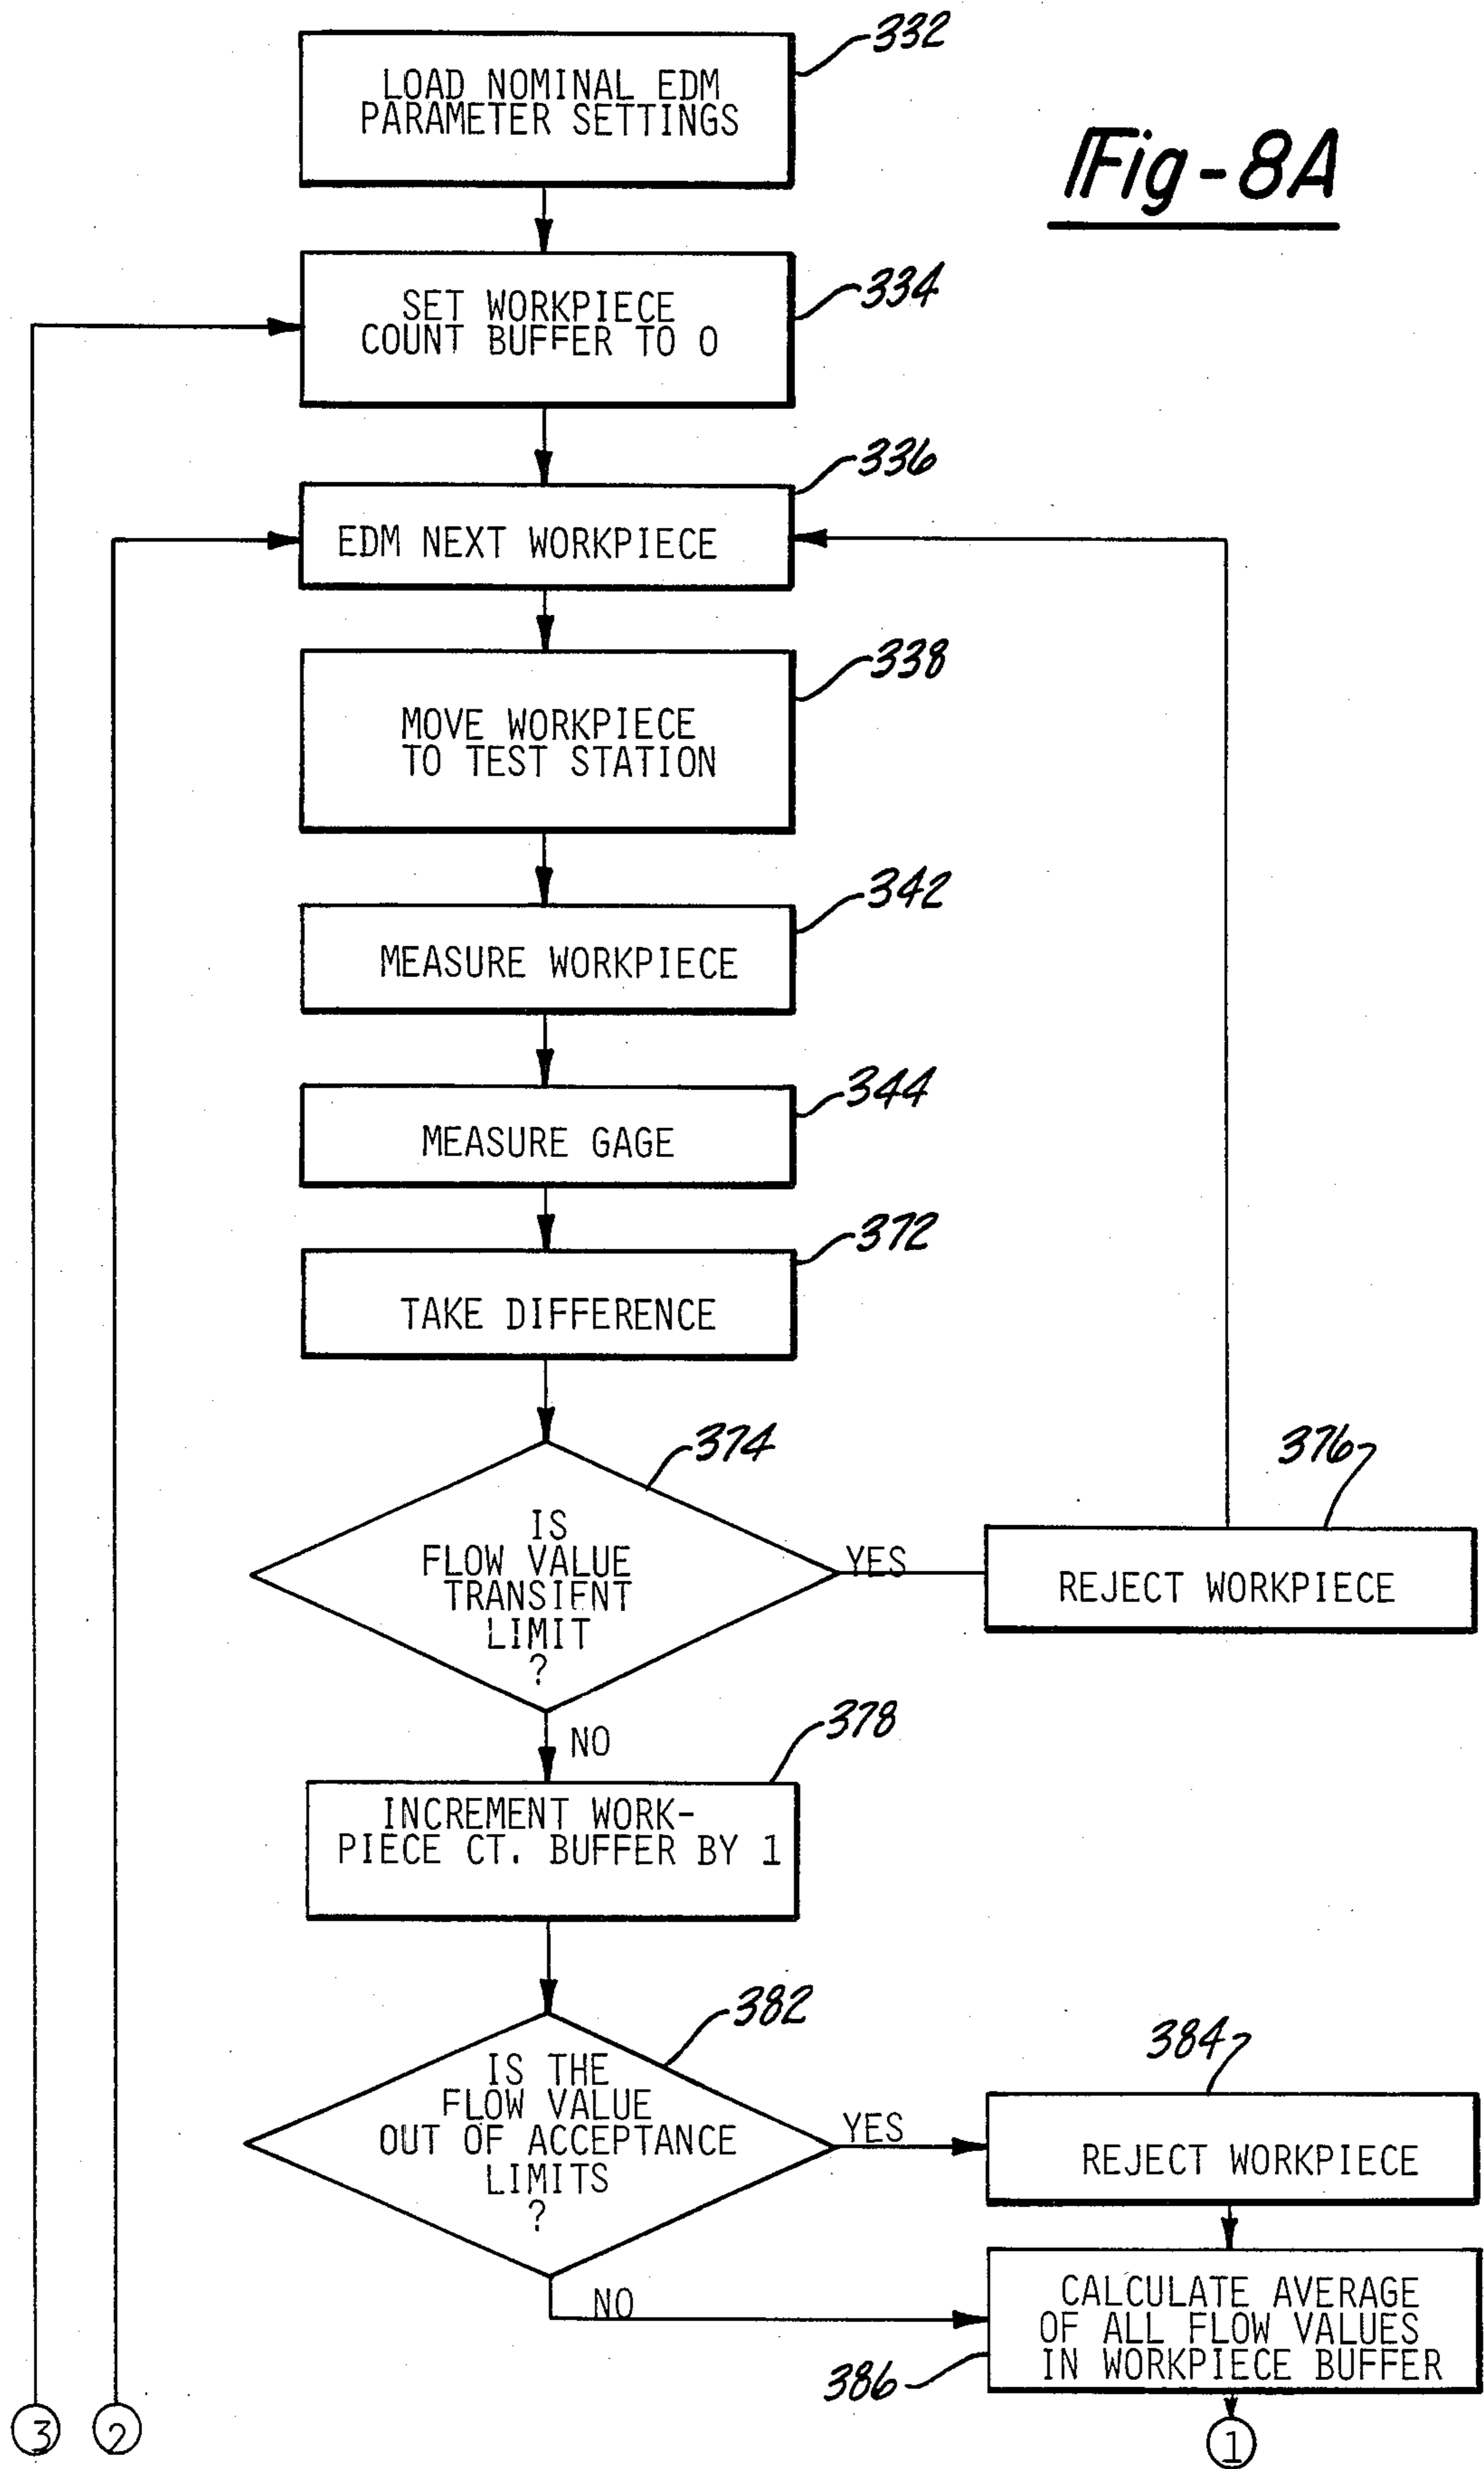 332
LOAD NOMINAL EDM
PARAMETER SETTINGS
Fig-8A
334
SET WORKPIECE
COUNT BUFFER TO 0
336
EDM NEXT WORKPIECE
338
MOVE WORKPIECE
TO TEST STATION
342
MEASURE WORKPIECE
344
MEASURE GAGE
372
TAKE DIFFERENCE
374
IS
FLOW VALUE
TRANSIENT
LIMIT
?
YES
376
REJECT WORKPIECE
NO
378
INCREMENT WORK-
PIECE CT. BUFFER BY 1
382
IS THE
FLOW VALUE
OUT OF ACCEPTANCE
LIMITS
?
YES
384
REJECT WORKPIECE
NO
CALCULATE AVERAGE
OF ALL FLOW VALUES
IN WORKPIECE BUFFER
386
3
2
1